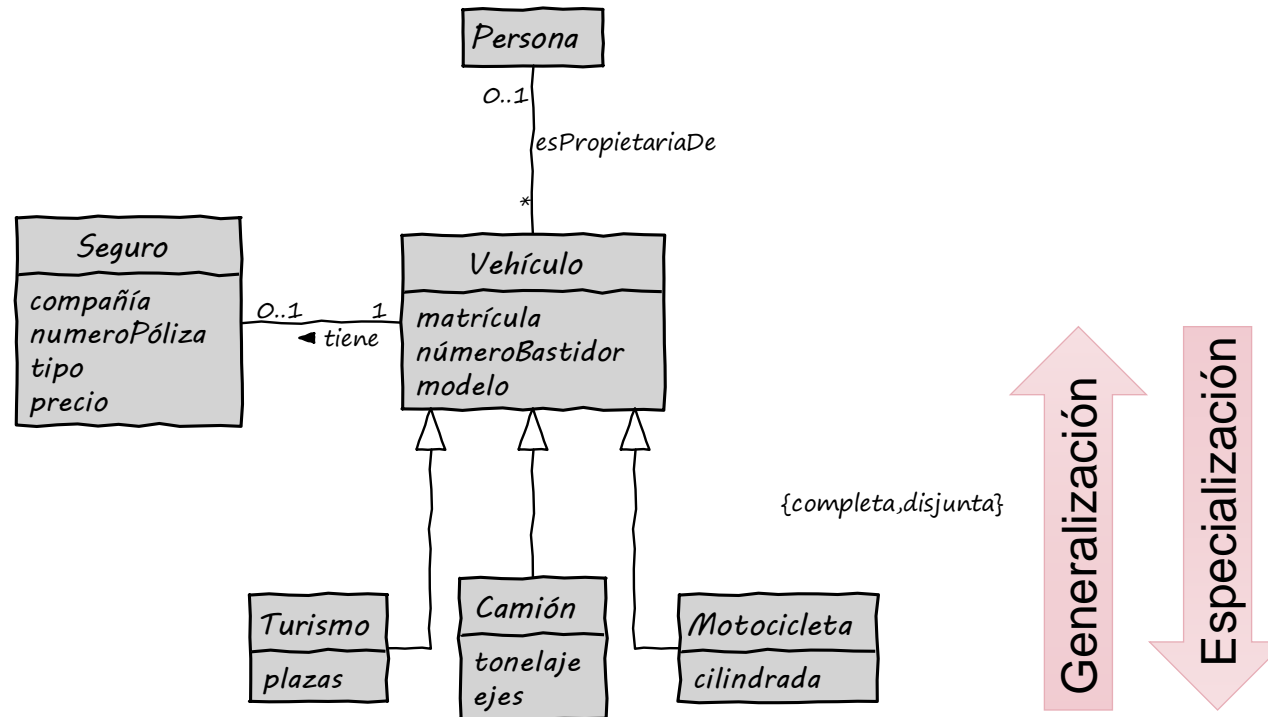 Persona
0..1
esPropietariaDe
*
Seguro
compañía
numeroPóliza
tipo
precio
0..1
1
tiene
Vehículo
matrícula
númeroBastidor
modelo
{completa,disjunta}
Turismo
plazas
Camión
tonelaje
ejes
Motocicleta
cilindrada
Generalización
Especialización